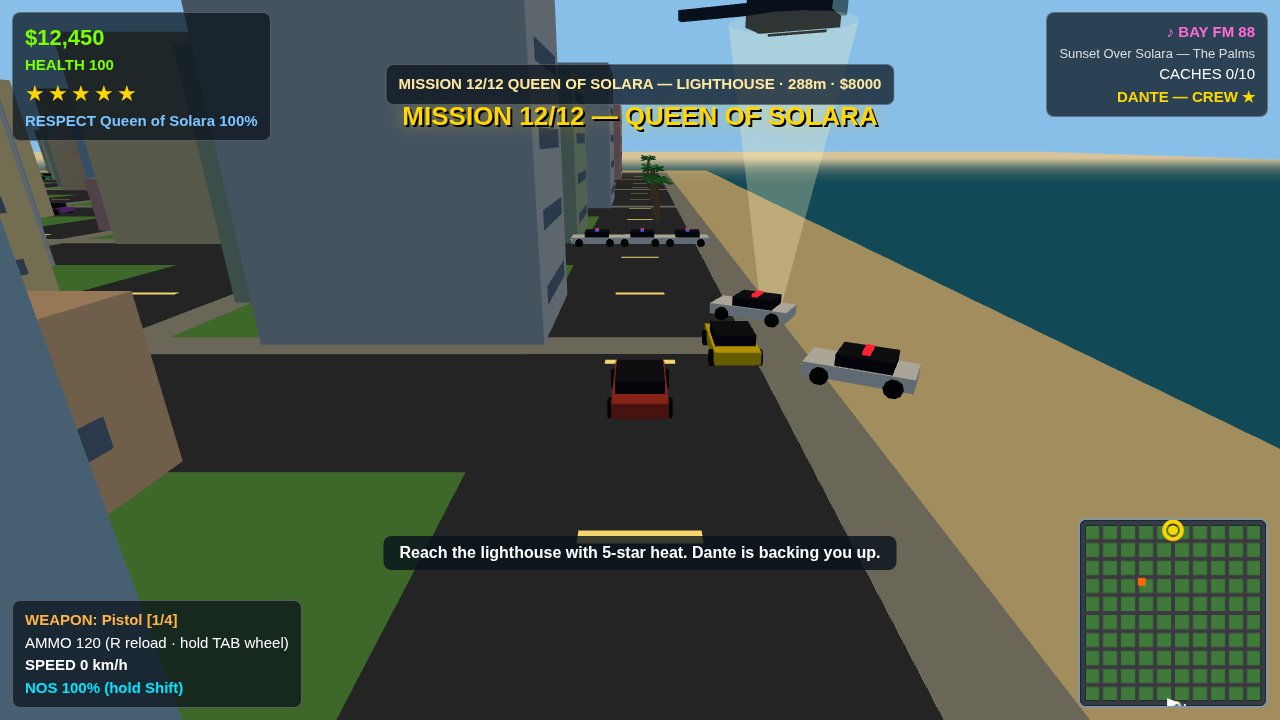 $12,450
HEALTH 100
★ ★ ★ ★ ★
RESPECT Queen of Solara 100%
MISSION 12/12 QUEEN OF SOLARA — LIGHTHOUSE · 288m · $8000
MISSION 12/12 — QUEEN OF SOLARA
♪ BAY FM 88
Sunset Over Solara — The Palms
CACHES 0/10
DANTE — CREW ★
Reach the lighthouse with 5-star heat. Dante is backing you up.
WEAPON: Pistol [1/4]
AMMO 120 (R reload · hold TAB wheel)
SPEED 0 km/h
NOS 100% (hold Shift)